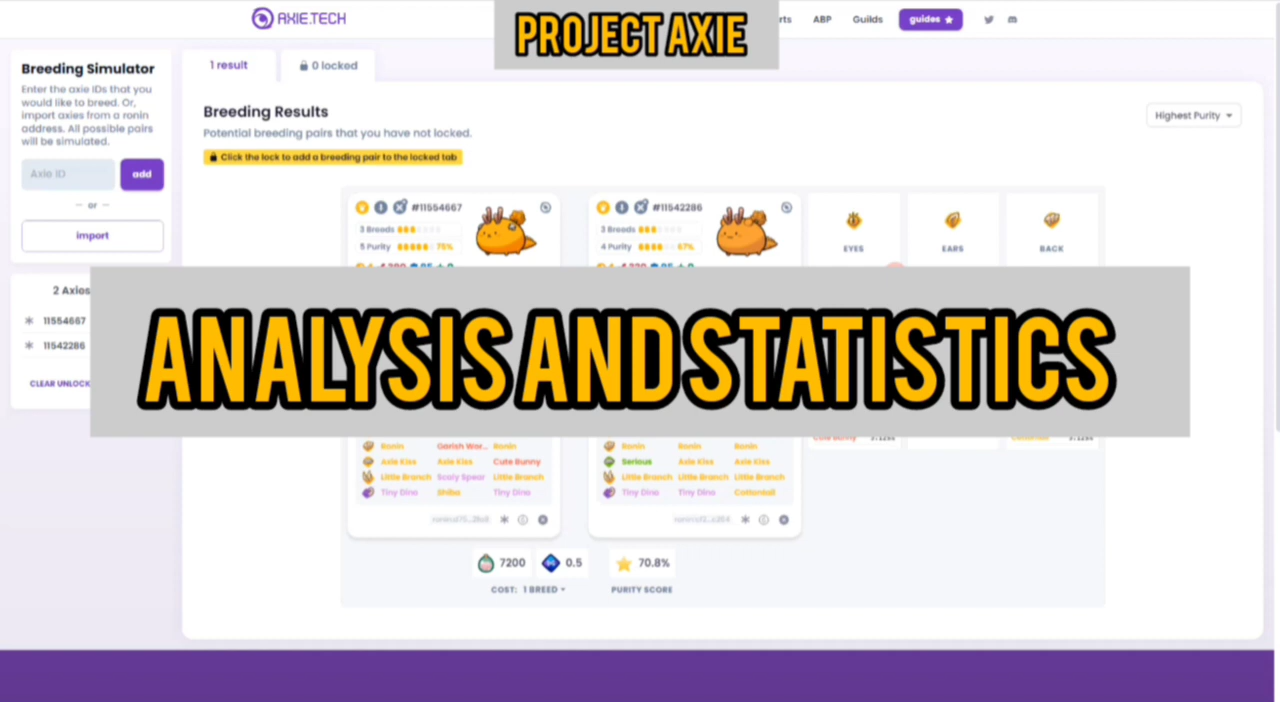 AXIE.TECH
PROJECT AXIE
ABP
Guilds
guides
Breeding Simulator
Enter the axie IDs that you
would like to breed. Or,
import axies from a ronin
address. All possible pairs
will be simulated.
Axie ID
add
or
import
2 Axies
11554667
11542286
CLEAR UNLOCK
1 result
0 locked
Breeding Results
Potential breeding pairs that you have not locked.
Click the lock to add a breeding pair to the locked tab
Highest Purity
#11554667
3 Breeds
5 Purity 75%
#11542286
3 Breeds
4 Purity 67%
EYES
EARS
BACK
ANALYSIS AND STATISTICS
Ronin Garish Wor... Ronin
Axie Kiss Axie Kiss Cute Bunny
Little Branch Scaly Spear Little Branch
Tiny Dino Shiba Tiny Dino
Ronin Ronin Ronin
Serious Axie Kiss Axie Kiss
Little Branch Little Branch Little Branch
Tiny Dino Tiny Dino Cottontail
7200
0.5
COST: 1 BREED
70.8%
PURITY SCORE